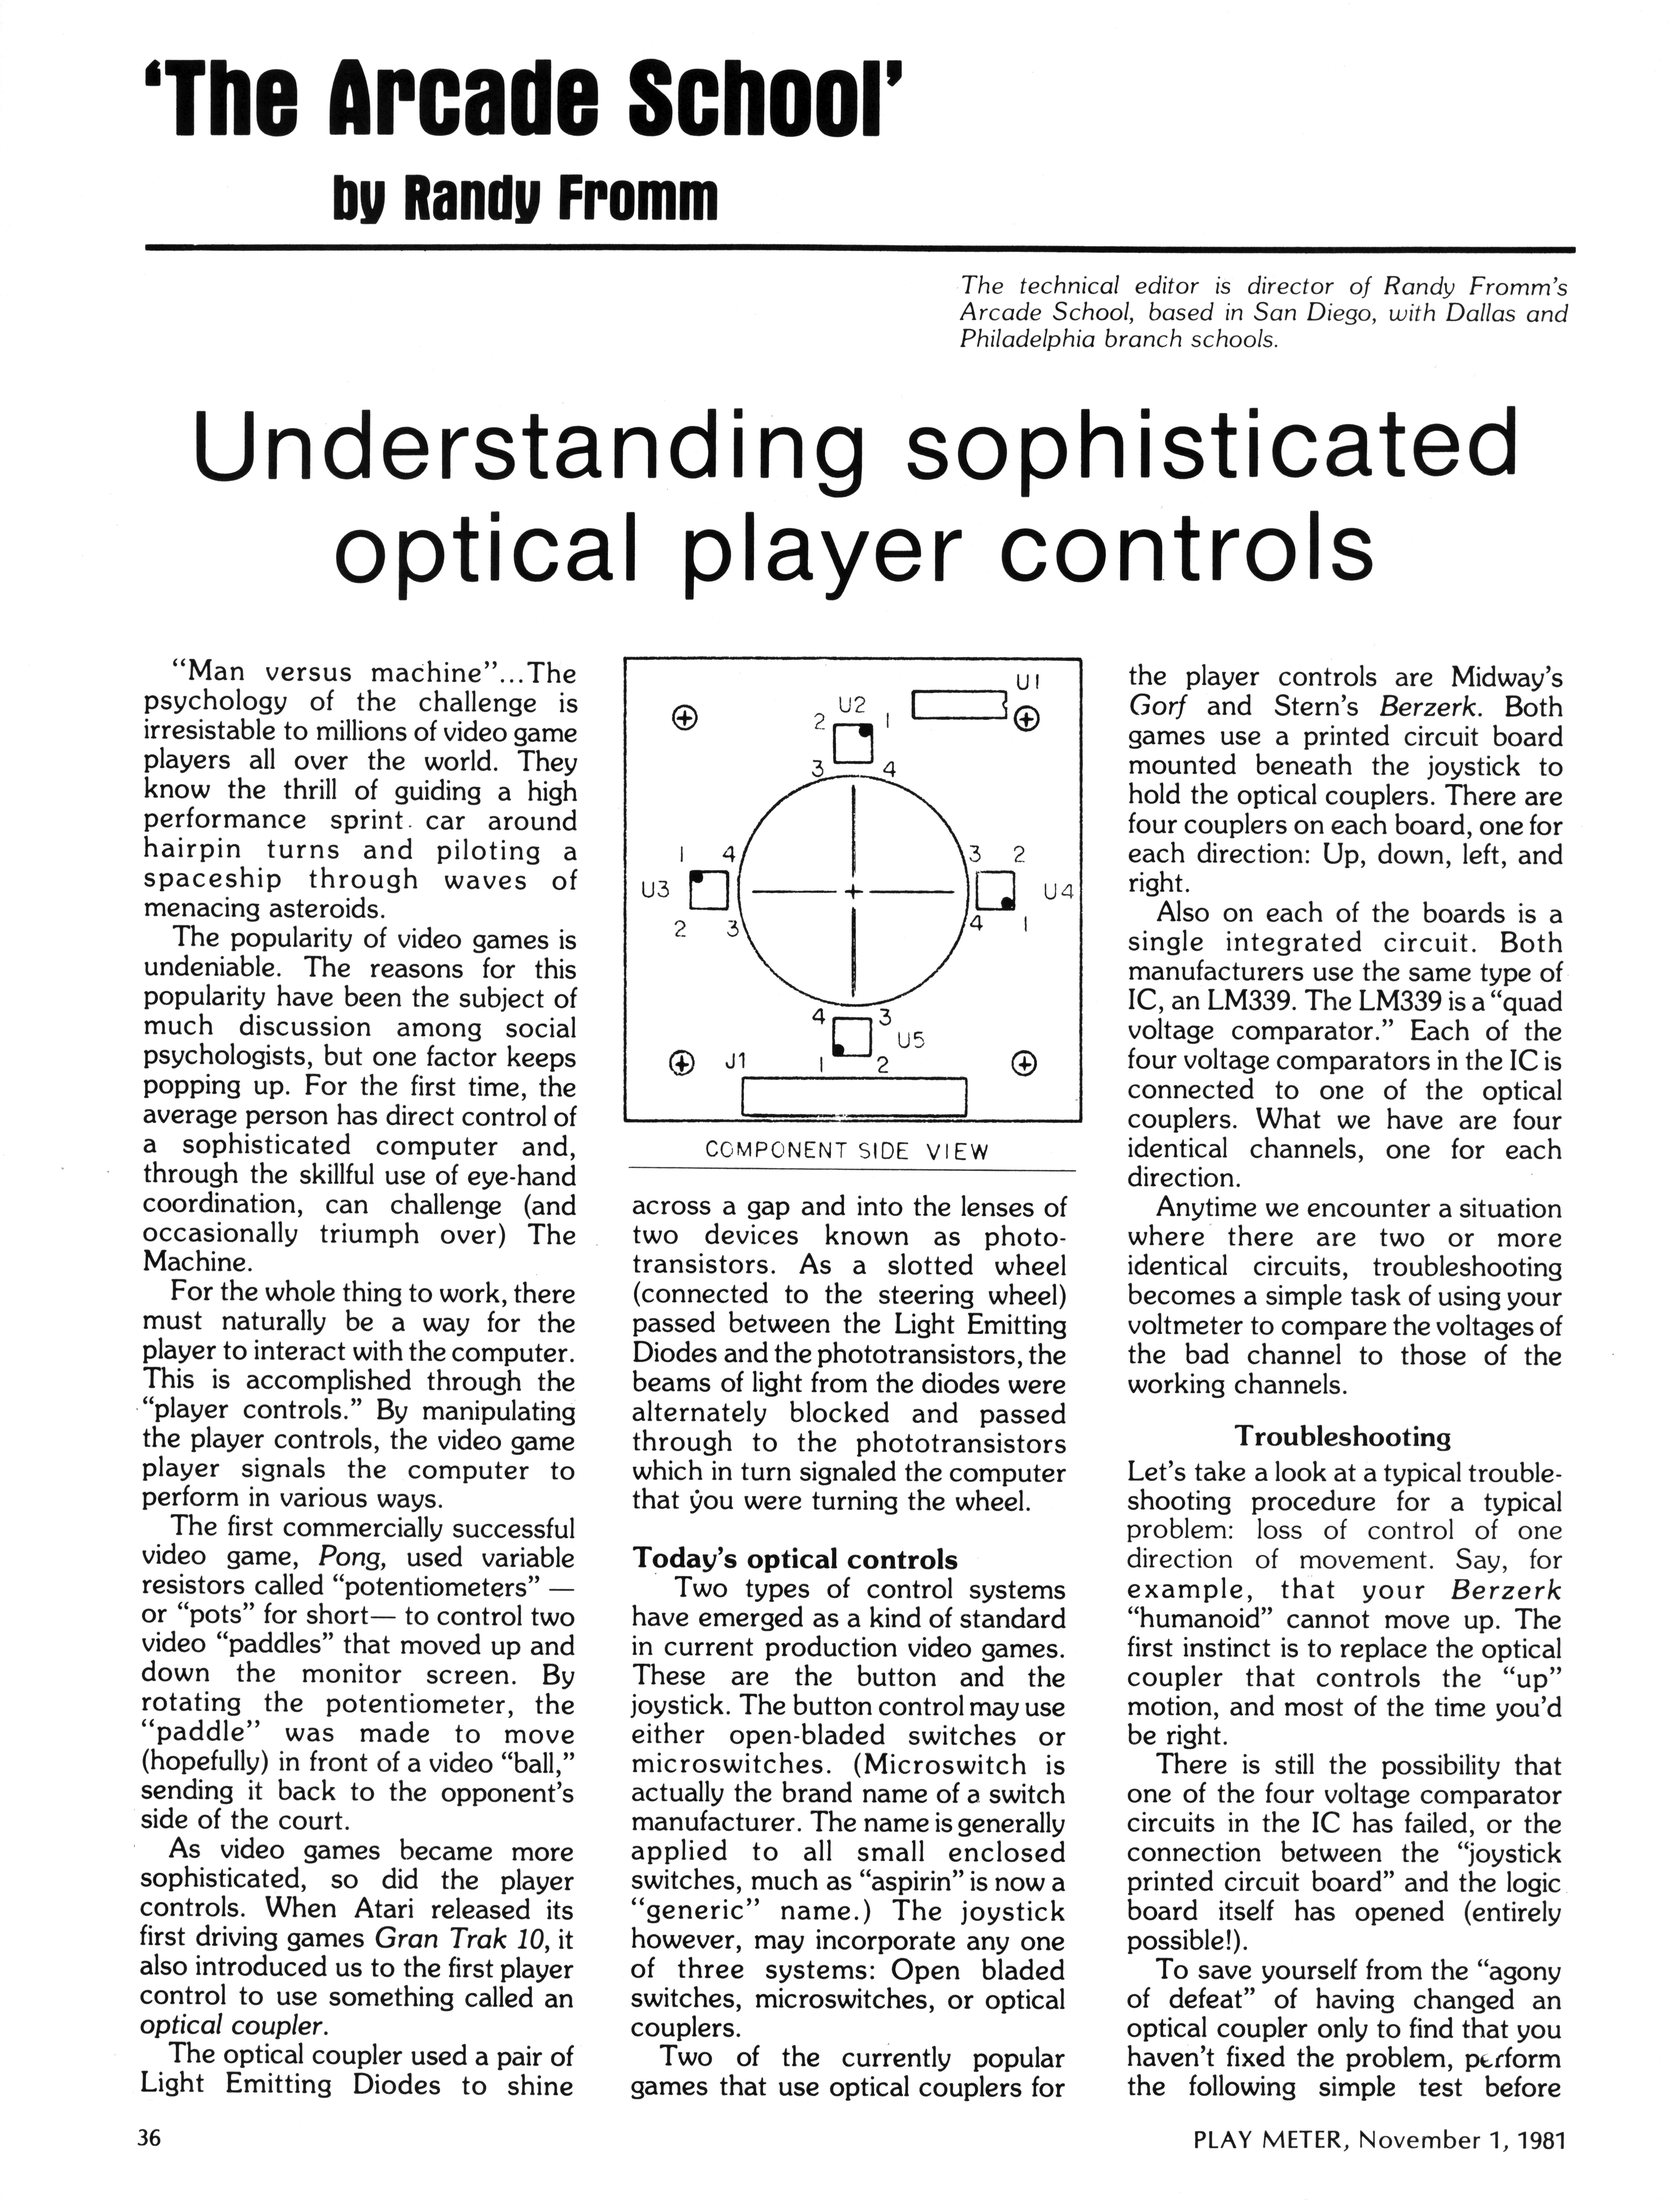 ‘The Arcade School’
by Randy Fromm
The technical editor is director of Randy Fromm's
Arcade School, based in San Diego, with Dallas and
Philadelphia branch schools.
Understanding sophisticated
optical player controls
“Man versus machine”...The
psychology of the challenge is
irresistable to millions of video game
players all over the world. They
know the thrill of guiding a high
performance sprint car around
hairpin turns and piloting a
spaceship through waves of
menacing asteroids.
The popularity of video games is
undeniable. The reasons for this
popularity have been the subject of
much discussion among social
psychologists, but one factor keeps
popping up. For the first time, the
average person has direct control of
a sophisticated computer and,
through the skillful use of eye-hand
coordination, can challenge (and
occasionally triumph over) The
Machine.
For the whole thing to work, there
must naturally be a way for the
player to interact with the computer.
This is accomplished through the
“player controls.” By manipulating
the player controls, the video game
player signals the computer to
perform in various ways.
The first commercially successful
video game, Pong, used variable
resistors called “potentiometers” —
or “pots” for short— to control two
video “paddles” that moved up and
down the monitor screen. By
rotating the potentiometer, the
“paddle” was made to move
(hopefully) in front of a video “ball,”
sending it back to the opponent's
side of the court.
As video games became more
sophisticated, so did the player
controls. When Atari released its
first driving games Gran Trak 10, it
also introduced us to the first player
control to use something called an
optical coupler.
The optical coupler used a pair of
Light Emitting Diodes to shine
U1
U2
2 1
3 4
1 4
U3
2 3
3 2
U4
4 1
4 3
U5
J1 1 2
COMPONENT SIDE VIEW
across a gap and into the lenses of
two devices known as photo-
transistors. As a slotted wheel
(connected to the steering wheel)
passed between the Light Emitting
Diodes and the phototransistors, the
beams of light from the diodes were
alternately blocked and passed
through to the phototransistors
which in turn signaled the computer
that you were turning the wheel.
Today's optical controls
Two types of control systems
have emerged as a kind of standard
in current production video games.
These are the button and the
joystick. The button control may use
either open-bladed switches or
microswitches. (Microswitch is
actually the brand name of a switch
manufacturer. The name is generally
applied to all small enclosed
switches, much as “aspirin” is now a
“generic” name.) The joystick
however, may incorporate any one
of three systems: Open bladed
switches, microswitches, or optical
couplers.
Two of the currently popular
games that use optical couplers for
the player controls are Midway's
Gorf and Stern's Berzerk. Both
games use a printed circuit board
mounted beneath the joystick to
hold the optical couplers. There are
four couplers on each board, one for
each direction: Up, down, left, and
right.
Also on each of the boards is a
single integrated circuit. Both
manufacturers use the same type of
IC, an LM339. The LM339 is a “quad
voltage comparator.” Each of the
four voltage comparators in the IC is
connected to one of the optical
couplers. What we have are four
identical channels, one for each
direction.
Anytime we encounter a situation
where there are two or more
identical circuits, troubleshooting
becomes a simple task of using your
voltmeter to compare the voltages of
the bad channel to those of the
working channels.
Troubleshooting
Let's take a look at a typical trouble-
shooting procedure for a typical
problem: loss of control of one
direction of movement. Say, for
example, that your Berzerk
“humanoid” cannot move up. The
first instinct is to replace the optical
coupler that controls the “up”
motion, and most of the time you'd
be right.
There is still the possibility that
one of the four voltage comparator
circuits in the IC has failed, or the
connection between the “joystick
printed circuit board” and the logic
board itself has opened (entirely
possible!).
To save yourself from the “agony
of defeat” of having changed an
optical coupler only to find that you
haven't fixed the problem, perform
the following simple test before
36
PLAY METER, November 1, 1981